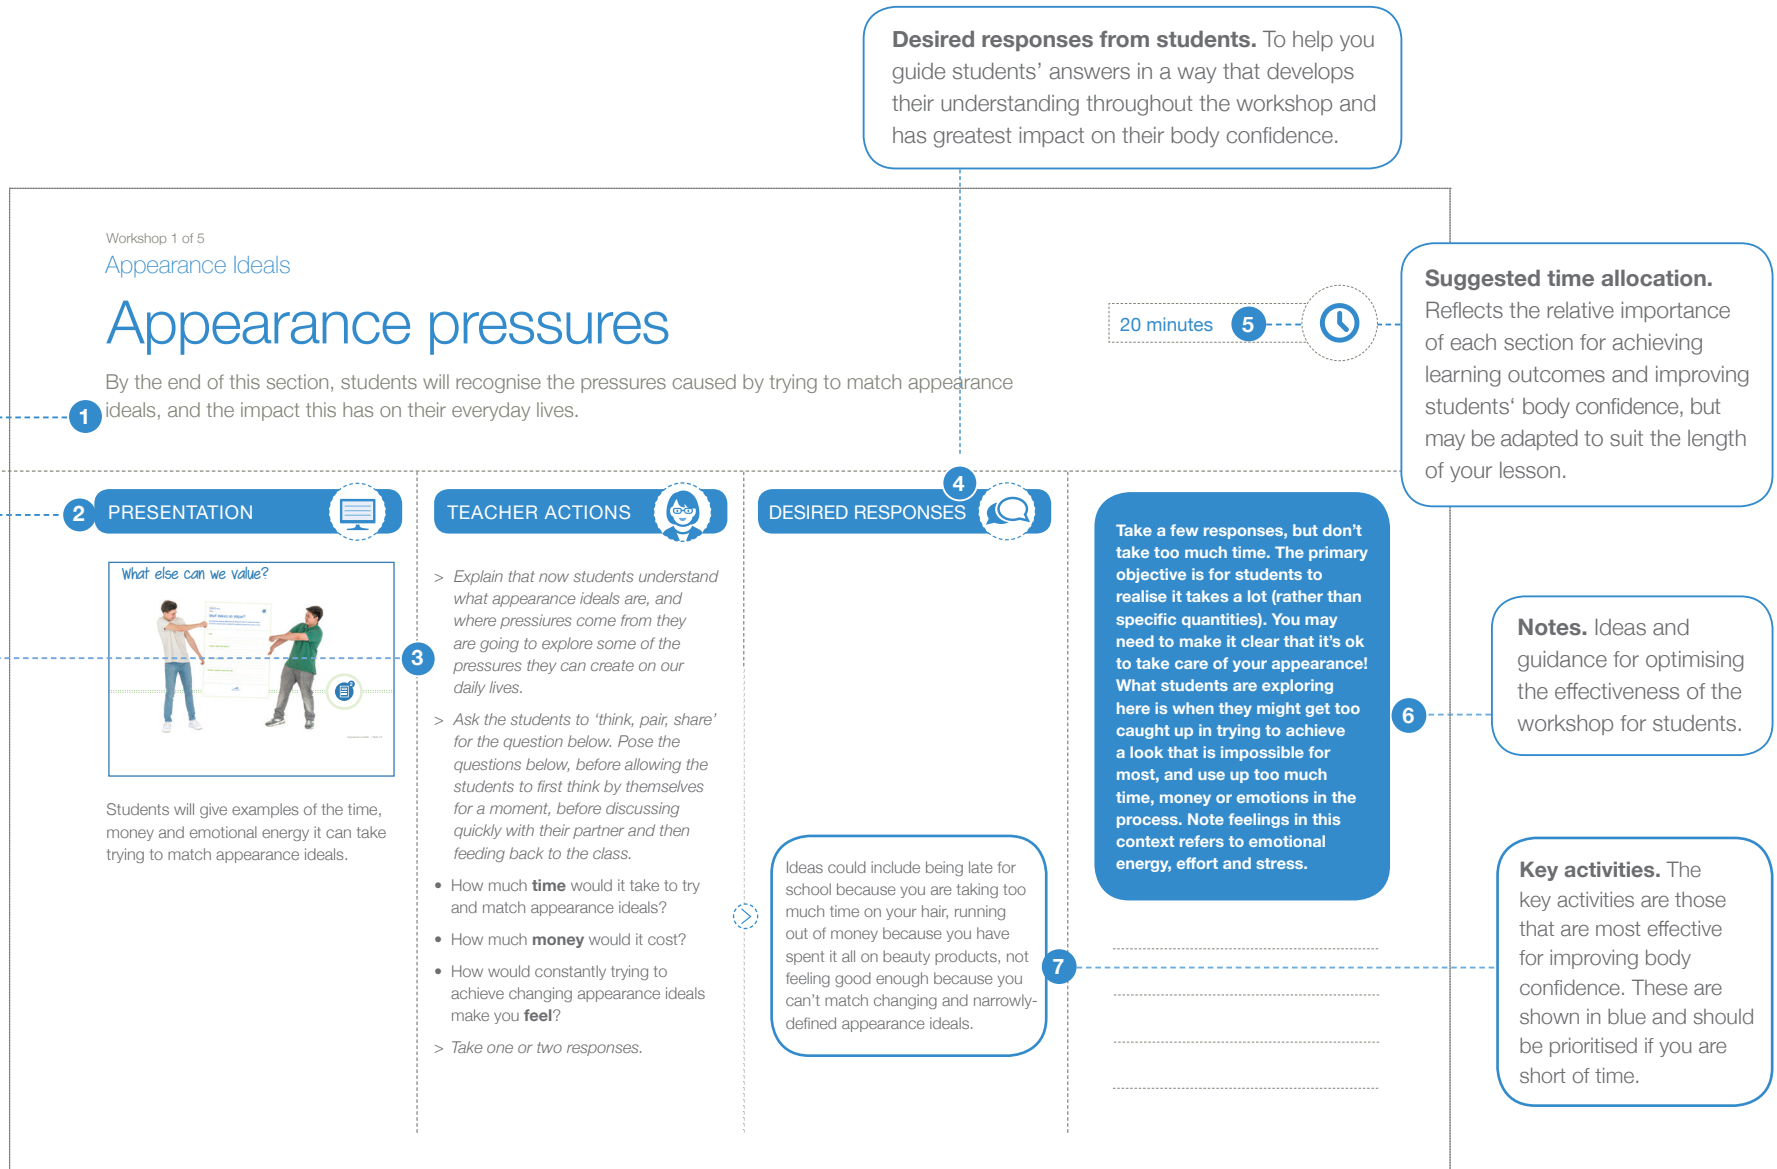 Desired responses from students. To help you
guide students’ answers in a way that develops
their understanding throughout the workshop and
has greatest impact on their body confidence.
Workshop 1 of 5
Appearance Ideals
Appearance pressures
By the end of this section, students will recognise the pressures caused by trying to match appearance
ideals, and the impact this has on their everyday lives.
1
20 minutes
5
Suggested time allocation.
Reflects the relative importance
of each section for achieving
learning outcomes and improving
students‘ body confidence, but
may be adapted to suit the length
of your lesson.
2
PRESENTATION
What else can we value?
2
Students will give examples of the time,
money and emotional energy it can take
trying to match appearance ideals.
3
TEACHER ACTIONS
> Explain that now students understand
what appearance ideals are, and
where pressiures come from they
are going to explore some of the
pressures they can create on our
daily lives.
> Ask the students to ‘think, pair, share’
for the question below. Pose the
questions below, before allowing the
students to first think by themselves
for a moment, before discussing
quickly with their partner and then
feeding back to the class.
• How much time would it take to try
and match appearance ideals?
• How much money would it cost?
• How would constantly trying to
achieve changing appearance ideals
make you feel?
> Take one or two responses.
4
DESIRED RESPONSES
Ideas could include being late for
school because you are taking too
much time on your hair, running
out of money because you have
spent it all on beauty products, not
feeling good enough because you
can’t match changing and narrowly-
defined appearance ideals.
7
Take a few responses, but don’t
take too much time. The primary
objective is for students to
realise it takes a lot (rather than
specific quantities). You may
need to make it clear that it’s ok
to take care of your appearance!
What students are exploring
here is when they might get too
caught up in trying to achieve
a look that is impossible for
most, and use up too much
time, money or emotions in the
process. Note feelings in this
context refers to emotional
energy, effort and stress.
6
Notes. Ideas and
guidance for optimising
the effectiveness of the
workshop for students.
Key activities. The
key activities are those
that are most effective
for improving body
confidence. These are
shown in blue and should
be prioritised if you are
short of time.